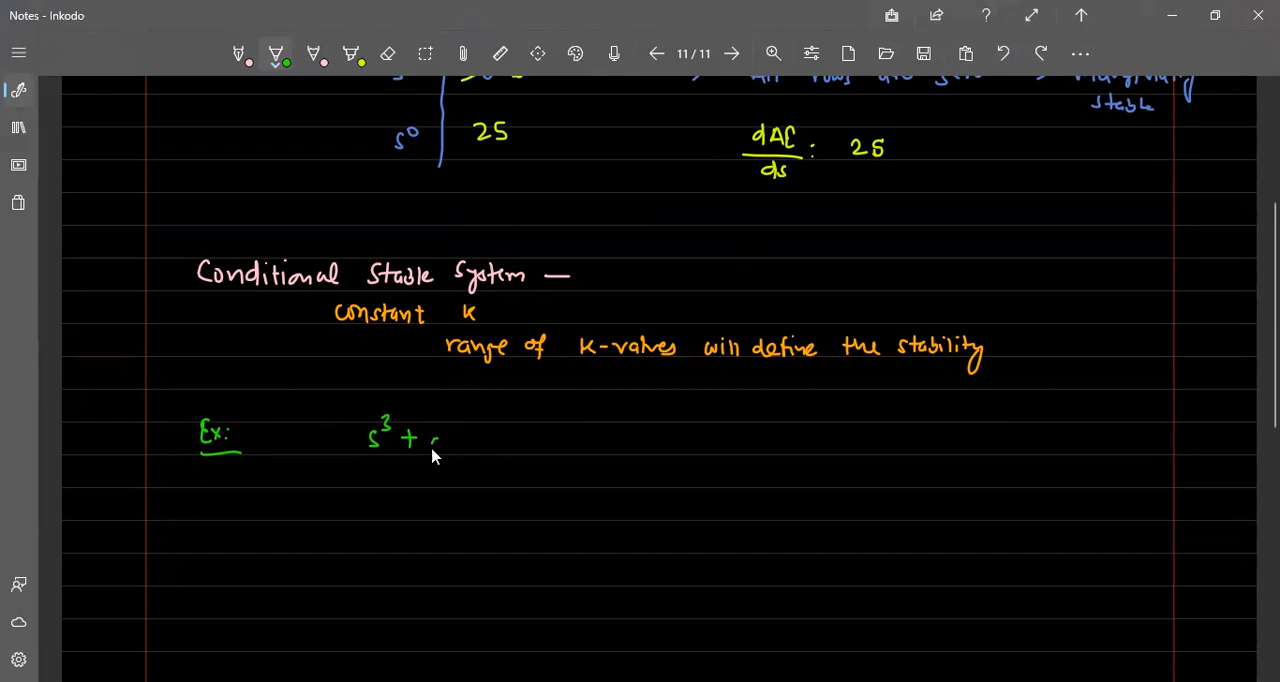 Notes - Inkodo
11 / 11
stable
s⁰ 25 dAE/ds : 25
Conditional Stable System —
constant k
range of k-values will define the stability
Ex: s³ +